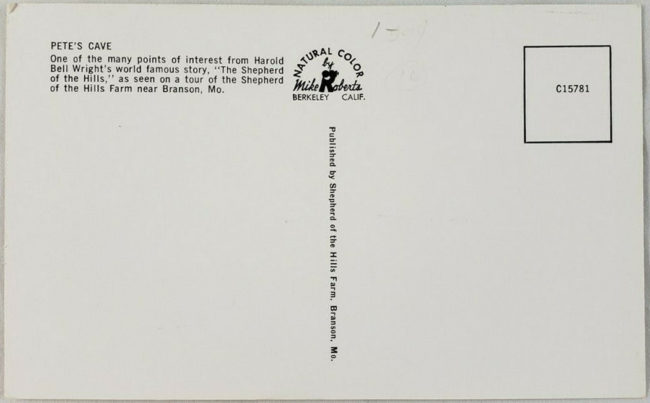 PETE'S CAVE
One of the many points of interest from Harold
Bell Wright's world famous story, "The Shepherd
of the Hills," as seen on a tour of the Shepherd
of the Hills Farm near Branson, Mo.
NATURAL COLOR
by
Mike Roberts
BERKELEY CALIF.
C15781
Published by Shepherd of the Hills Farm, Branson, Mo.